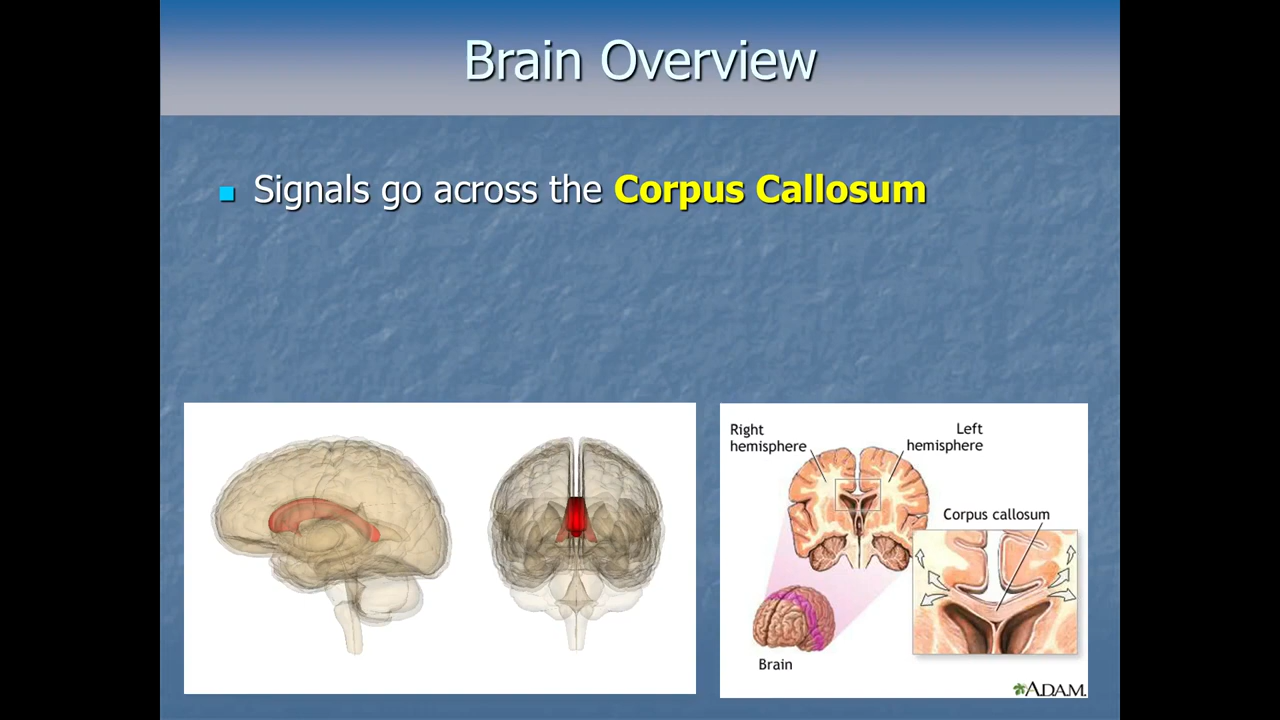 Brain Overview
Signals go across the Corpus Callosum
Right
hemisphere
Left
hemisphere
Corpus callosum
Brain
ADAM.